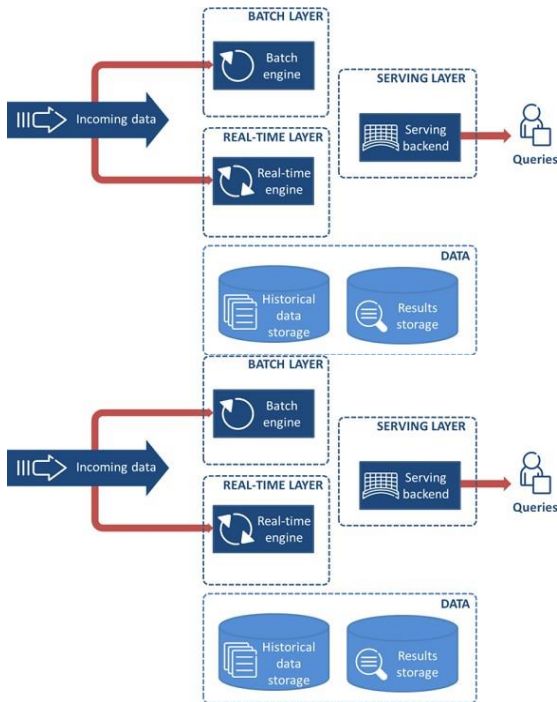 BATCH LAYER
Batch
engine
SERVING LAYER
Incoming data
Serving
backend
REAL-TIME LAYER
Queries
Real-time
engine
DATA
Historical
data
storage
Results
storage
BATCH LAYER
Batch
engine
SERVING LAYER
Incoming data
Serving
backend
REAL-TIME LAYER
Queries
Real-time
engine
DATA
Historical
data
storage
Results
storage